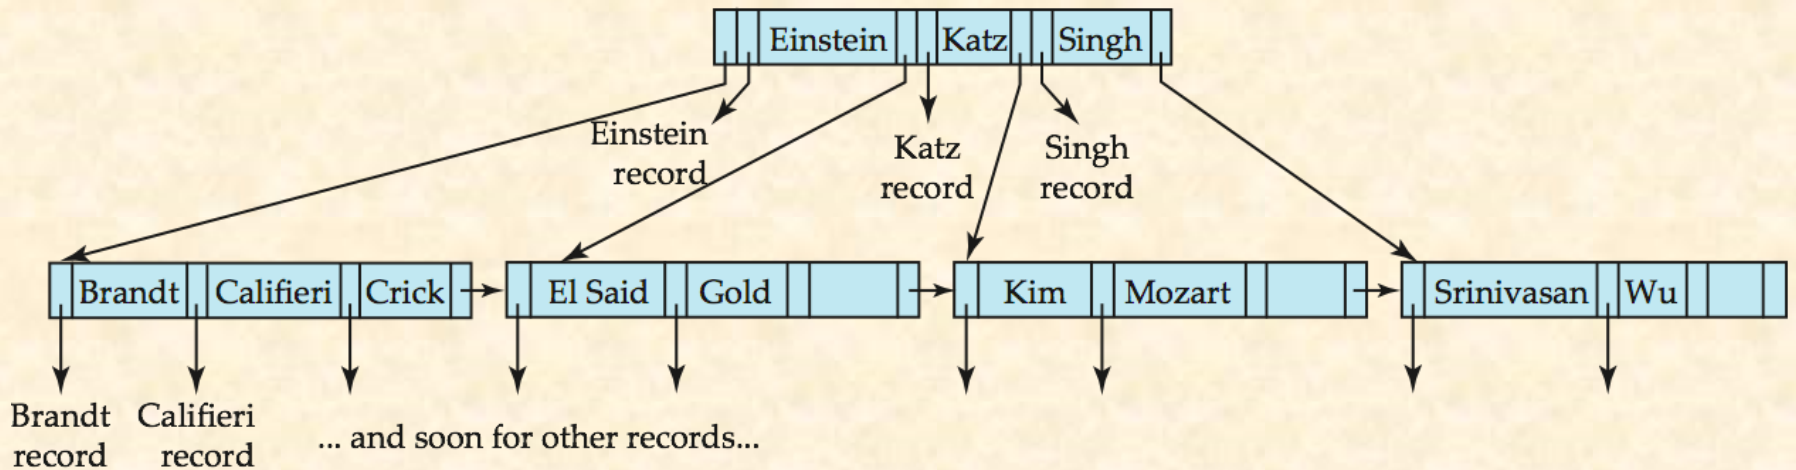 Einstein Katz Singh
Einstein
record
Katz
record
Singh
record
Brandt Califieri Crick El Said Gold Kim Mozart Srinivasan Wu
Brandt
record
Califieri
record
... and soon for other records...